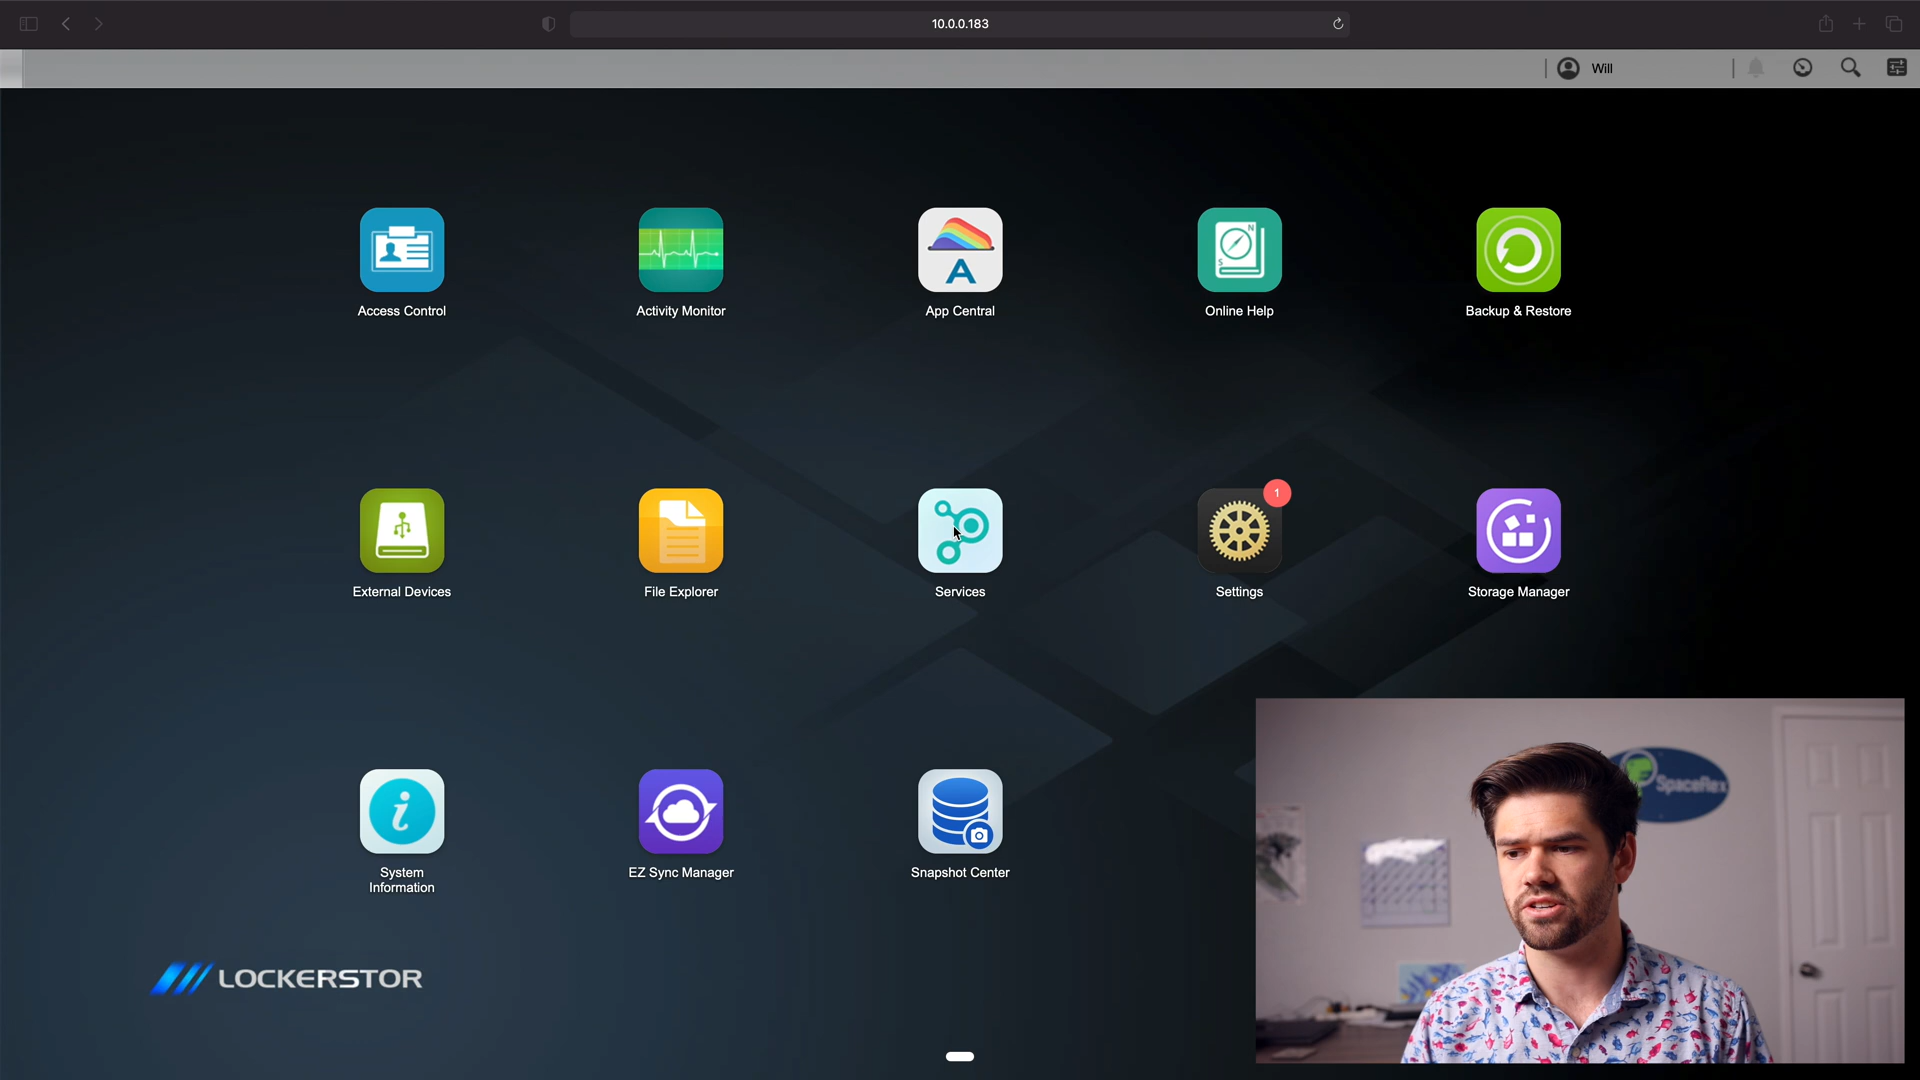 10.0.0.183
Will
Access Control
Activity Monitor
App Central
Online Help
Backup & Restore
External Devices
File Explorer
Services
1
Settings
Storage Manager
System
Information
EZ Sync Manager
Snapshot Center
LOCKERSTOR
SpaceRex